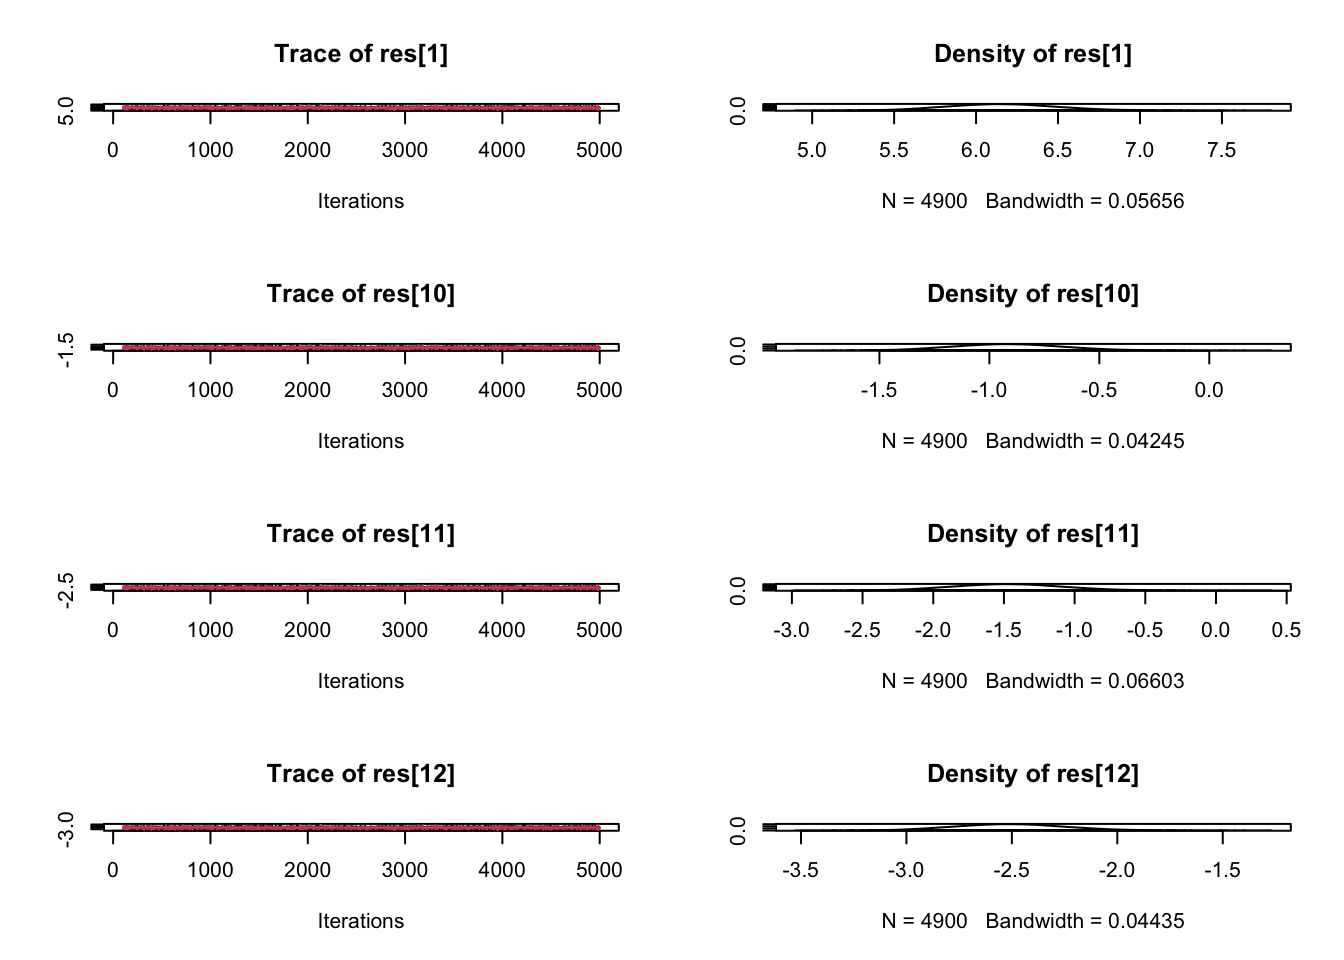 Trace of res[1]
5.0
0 1000 2000 3000 4000 5000
Iterations
Density of res[1]
0.0
5.0 5.5 6.0 6.5 7.0 7.5
N = 4900 Bandwidth = 0.05656
Trace of res[10]
-1.5
0 1000 2000 3000 4000 5000
Iterations
Density of res[10]
0.0
-1.5 -1.0 -0.5 0.0
N = 4900 Bandwidth = 0.04245
Trace of res[11]
-2.5
0 1000 2000 3000 4000 5000
Iterations
Density of res[11]
0.0
-3.0 -2.5 -2.0 -1.5 -1.0 -0.5 0.0 0.5
N = 4900 Bandwidth = 0.06603
Trace of res[12]
-3.0
0 1000 2000 3000 4000 5000
Iterations
Density of res[12]
0.0
-3.5 -3.0 -2.5 -2.0 -1.5
N = 4900 Bandwidth = 0.04435